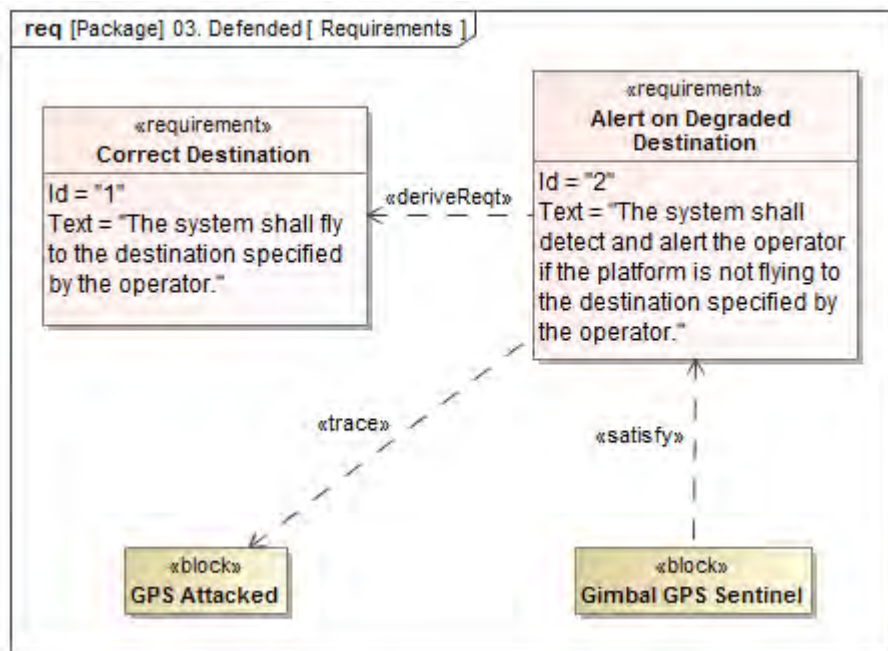 req [Package] 03. Defended [ Requirements ]
«requirement»
Correct Destination
Id = "1"
Text = "The system shall fly
to the destination specified
by the operator."
«deriveReqt»
«requirement»
Alert on Degraded
Destination
Id = "2"
Text = "The system shall
detect and alert the operator
if the platform is not flying to
the destination specified by
the operator."
«trace»
«satisfy»
«block»
GPS Attacked
«block»
Gimbal GPS Sentinel